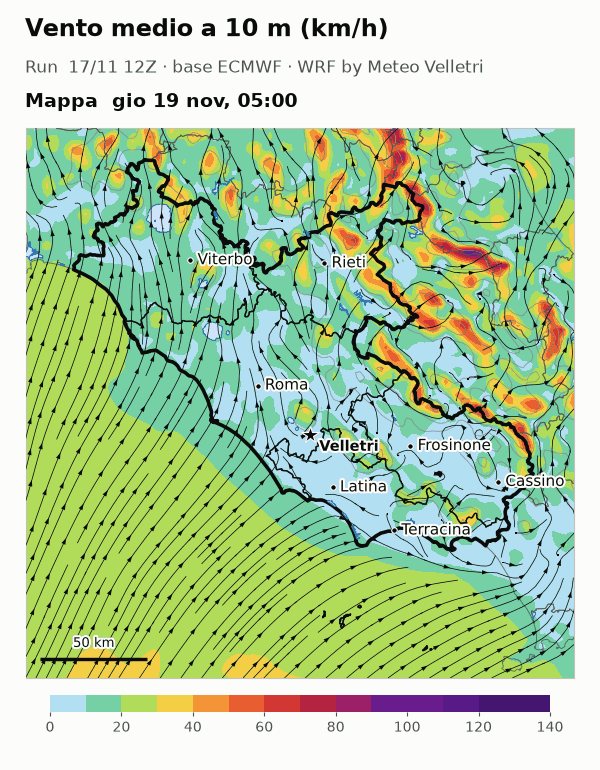 Vento medio a 10 m (km/h)
Run 17/11 12Z · base ECMWF · WRF by Meteo Velletri
Mappa gio 19 nov, 05:00
Viterbo
Rieti
Roma
Velletri
Frosinone
Cassino
Latina
Terracina
50 km
0 20 40 60 80 100 120 140